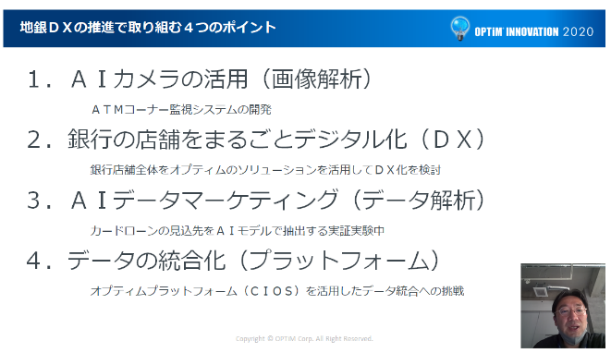 地銀ＤＸの推進で取り組む４つのポイント
OPTiM INNOVATION 2020
１．ＡＩカメラの活用（画像解析）
ＡＴＭコーナー監視システムの開発
２．銀行の店舗をまるごとデジタル化（ＤＸ）
銀行店舗全体をオプティムのソリューションを活用してＤＸ化を検討
３．ＡＩデータマーケティング（データ解析）
カードローンの見込先をＡＩモデルで抽出する実証実験中
４．データの統合化（プラットフォーム）
オプティムプラットフォーム（ＣＩＯＳ）を活用したデータ統合への挑戦
Copyright © OPTiM Corp. All Right Reserved.